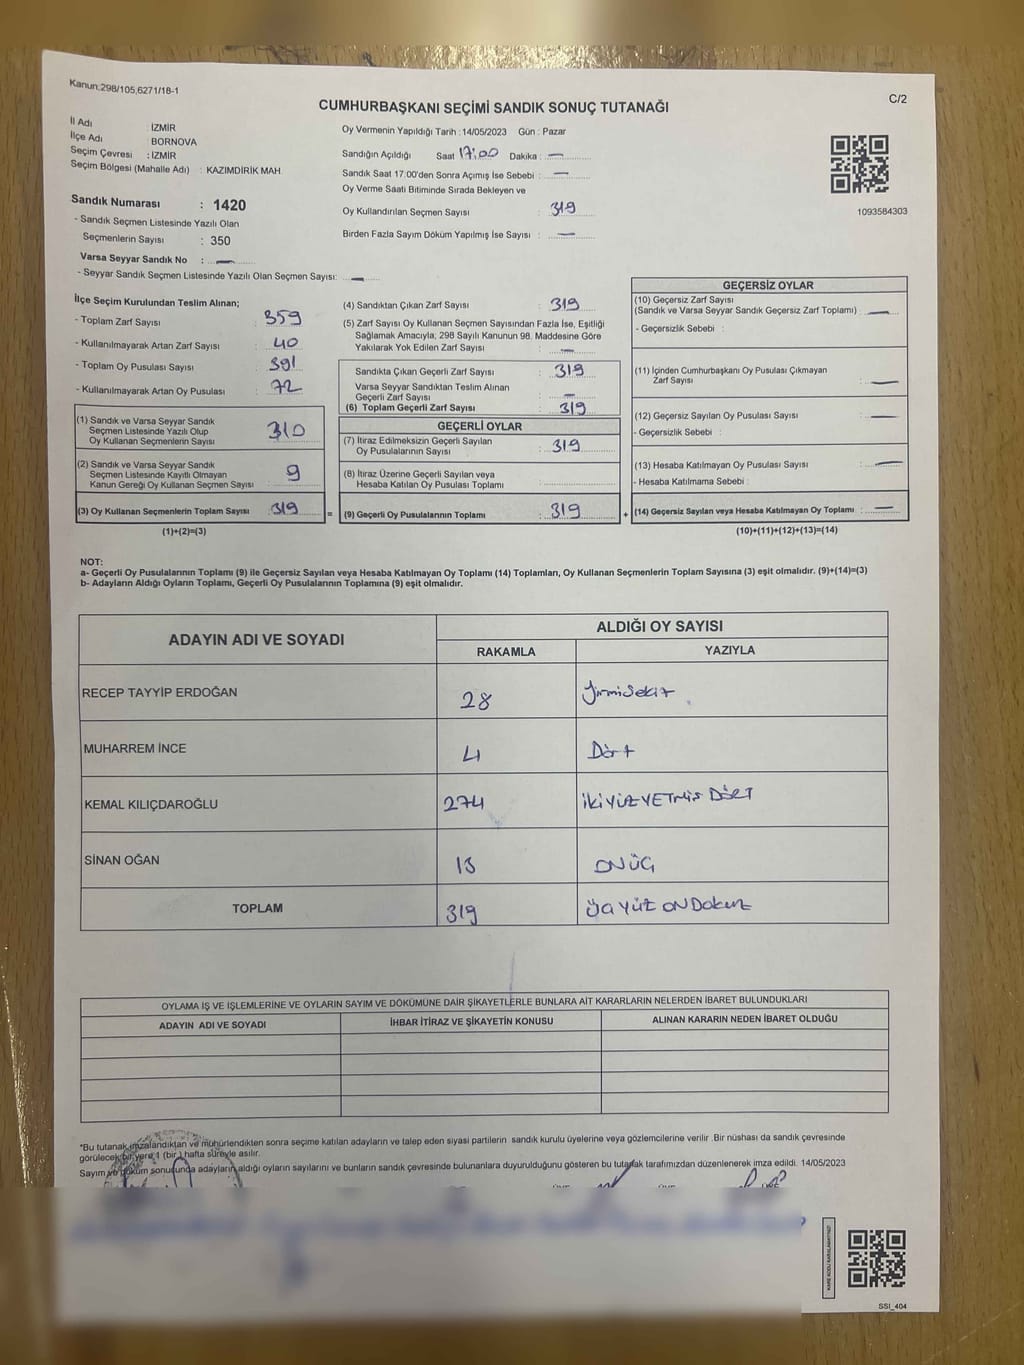 Kanun:298/105,6271/18-1
C/2
CUMHURBAŞKANI SEÇİMİ SANDIK SONUÇ TUTANAĞI
İl Adı : İZMİR
İlçe Adı : BORNOVA
Seçim Çevresi : İZMİR
Seçim Bölgesi (Mahalle Adı) : KAZIMDİRİK MAH.
Sandık Numarası : 1420
- Sandık Seçmen Listesinde Yazılı Olan
Seçmenlerin Sayısı : 350
Varsa Seyyar Sandık No : —
- Seyyar Sandık Seçmen Listesinde Yazılı Olan Seçmen Sayısı: —
Oy Vermenin Yapıldığı Tarih : 14/05/2023 Gün : Pazar
Sandığın Açıldığı Saat 17:00 Dakika : —
Sandık Saat 17:00'den Sonra Açımış İse Sebebi : —
Oy Verme Saati Bitiminde Sırada Bekleyen ve
Oy Kullandırılan Seçmen Sayısı : 319
Birden Fazla Sayım Döküm Yapılmış İse Sayısı : —
1093584303
İlçe Seçim Kurulundan Teslim Alınan;
- Toplam Zarf Sayısı : 359
- Kullanılmayarak Artan Zarf Sayısı : 40
- Toplam Oy Pusulası Sayısı : 391
- Kullanılmayarak Artan Oy Pusulası : 72
(1) Sandık ve Varsa Seyyar Sandık
Seçmen Listesinde Yazılı Olup
Oy Kullanan Seçmenlerin Sayısı : 310
(2) Sandık ve Varsa Seyyar Sandık
Seçmen Listesinde Kayıtlı Olmayan
Kanun Gereği Oy Kullanan Seçmen Sayısı : 9
(3) Oy Kullanan Seçmenlerin Toplam Sayısı : 319
(1)+(2)=(3)
(4) Sandıktan Çıkan Zarf Sayısı : 319
(5) Zarf Sayısı Oy Kullanan Seçmen Sayısından Fazla İse, Eşitliği
Sağlamak Amacıyla, 298 Sayılı Kanunun 98. Maddesine Göre
Yakılarak Yok Edilen Zarf Sayısı : —
Sandıkta Çıkan Geçerli Zarf Sayısı : 319
Varsa Seyyar Sandıktan Teslim Alınan
Geçerli Zarf Sayısı : —
(6) Toplam Geçerli Zarf Sayısı : 319
GEÇERLİ OYLAR
(7) İtiraz Edilmeksizin Geçerli Sayılan
Oy Pusulalarının Sayısı : 319
(8) İtiraz Üzerine Geçerli Sayılan veya
Hesaba Katılan Oy Pusulası Toplamı :
= (9) Geçerli Oy Pusulalarının Toplamı : 319
GEÇERSİZ OYLAR
(10) Geçersiz Zarf Sayısı
(Sandık ve Varsa Seyyar Sandık Geçersiz Zarf Toplamı) : —
- Geçersizlik Sebebi :
(11) İçinden Cumhurbaşkanı Oy Pusulası Çıkmayan
Zarf Sayısı : —
(12) Geçersiz Sayılan Oy Pusulası Sayısı : —
- Geçersizlik Sebebi :
(13) Hesaba Katılmayan Oy Pusulası Sayısı : —
- Hesaba Katılmama Sebebi :
+ (14) Geçersiz Sayılan veya Hesaba Katılmayan Oy Toplamı : —
(10)+(11)+(12)+(13)=(14)
NOT:
a- Geçerli Oy Pusulalarının Toplamı (9) ile Geçersiz Sayılan veya Hesaba Katılmayan Oy Toplamı (14) Toplamları, Oy Kullanan Seçmenlerin Toplam Sayısına (3) eşit olmalıdır. (9)+(14)=(3)
b- Adayların Aldığı Oyların Toplamı, Geçerli Oy Pusulalarının Toplamına (9) eşit olmalıdır.
ADAYIN ADI VE SOYADI ALDIĞI OY SAYISI
RAKAMLA YAZIYLA
RECEP TAYYİP ERDOĞAN 28 yirmisekiz
MUHARREM İNCE 4 Dört
KEMAL KILIÇDAROĞLU 274 İKİYÜZYETMİŞ DÖRT
SİNAN OĞAN 13 ONÜÇ
TOPLAM 319 ÜÇYÜZ ONDokuz
OYLAMA İŞ VE İŞLEMLERİNE VE OYLARIN SAYIM VE DÖKÜMÜNE DAİR ŞİKAYETLERLE BUNLARA AİT KARARLARIN NELERDEN İBARET BULUNDUKLARI
ADAYIN ADI VE SOYADI İHBAR İTİRAZ VE ŞİKAYETİN KONUSU ALINAN KARARIN NEDEN İBARET OLDUĞU
*Bu tutanak imzalandıktan ve mühürlendikten sonra seçime katılan adayların ve talep eden siyasi partilerin sandık kurulu üyelerine veya gözlemcilerine verilir .Bir nüshası da sandık çevresinde
görülecek bir yere 1 (bir ) hafta süreyle asılır.
Sayım ve döküm sonucunda adayların aldığı oyların sayılarını ve bunların sandık çevresinde bulunanlara duyurulduğunu gösteren bu tutanak tarafımızdan düzenlenerek imza edildi. 14/05/2023
SSİ_404